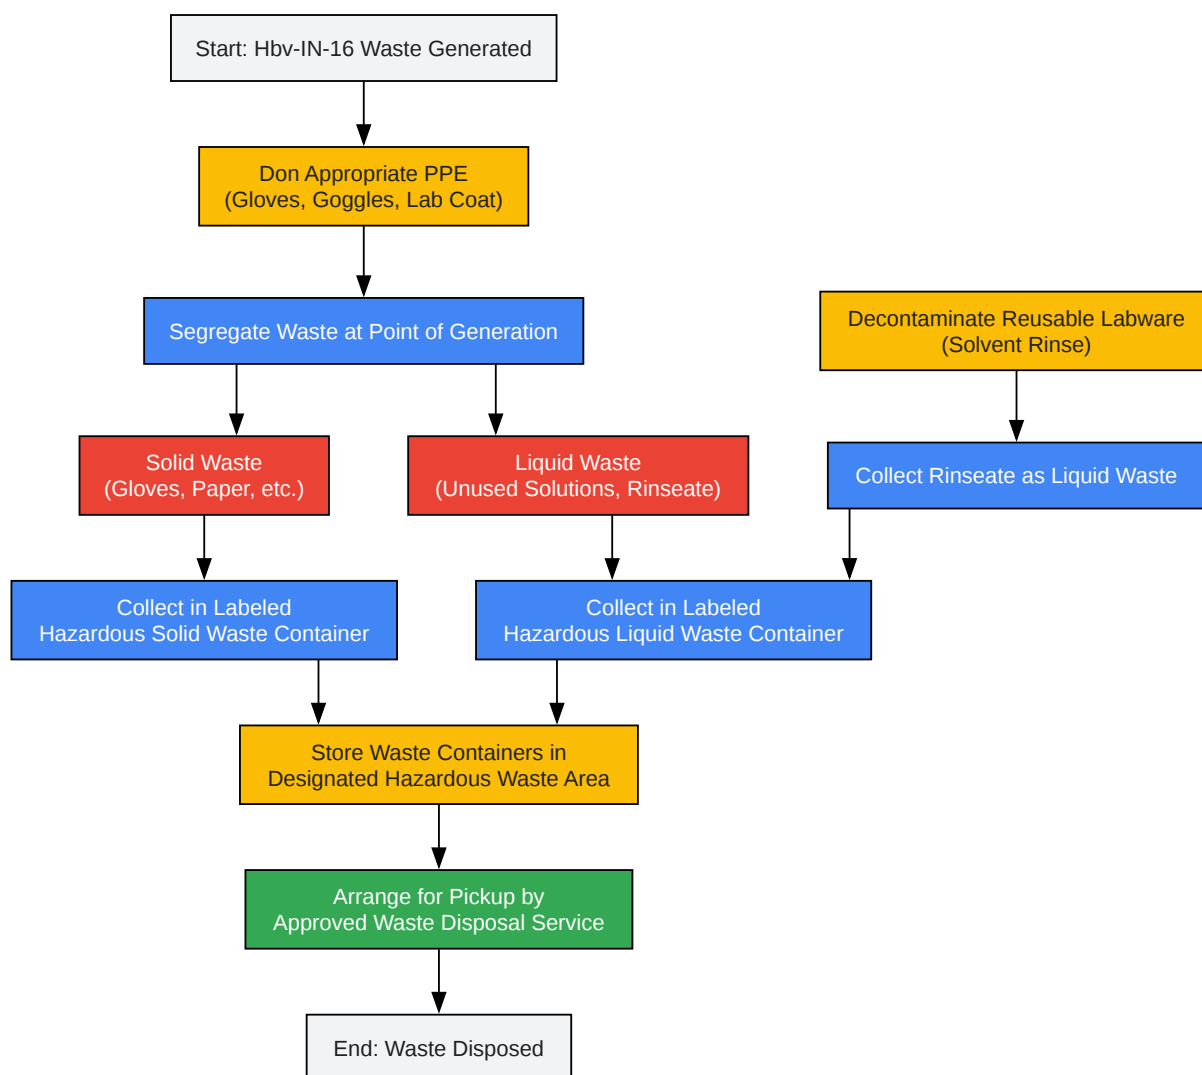 Start: Hbv-IN-16 Waste Generated
Don Appropriate PPE
(Gloves, Goggles, Lab Coat)
Segregate Waste at Point of Generation
Decontaminate Reusable Labware
(Solvent Rinse)
Solid Waste
(Gloves, Paper, etc.)
Liquid Waste
(Unused Solutions, Rinseate)
Collect Rinseate as Liquid Waste
Collect in Labeled
Hazardous Solid Waste Container
Collect in Labeled
Hazardous Liquid Waste Container
Store Waste Containers in
Designated Hazardous Waste Area
Arrange for Pickup by
Approved Waste Disposal Service
End: Waste Disposed